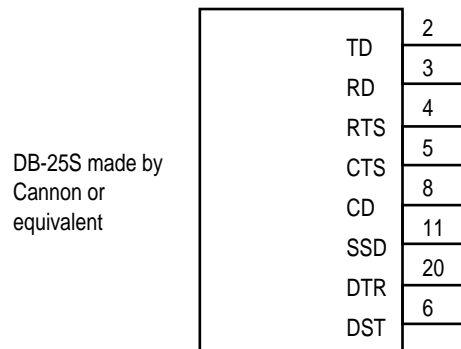 DB-25S made by
Cannon or
equivalent
TD 2
RD 3
RTS 4
CTS 5
CD 8
SSD 11
DTR 20
DST 6